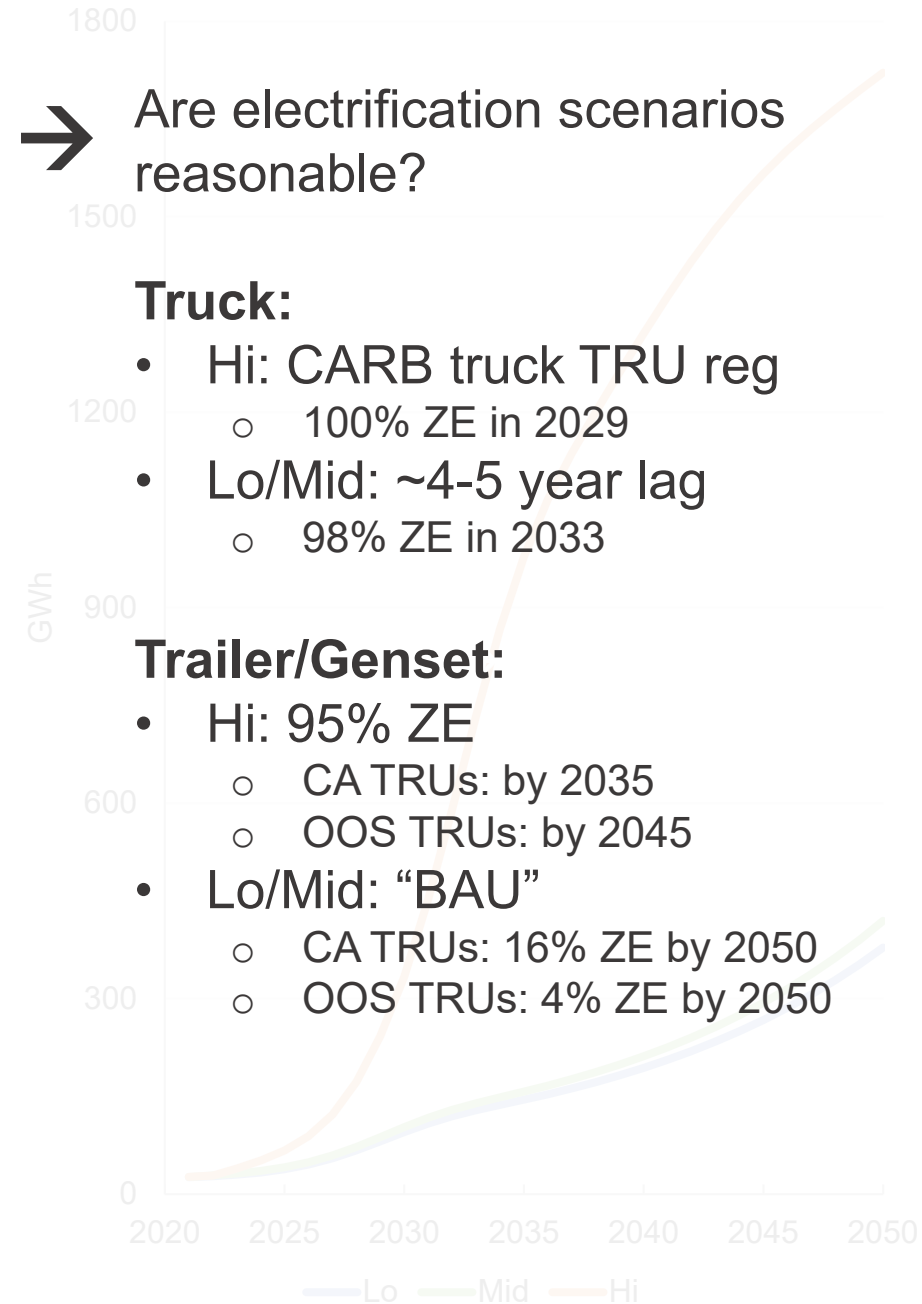 1800
→ Are electrification scenarios
reasonable?
1500
Truck:
• Hi: CARB truck TRU reg
1200
○ 100% ZE in 2029
• Lo/Mid: ~4-5 year lag
○ 98% ZE in 2033
GWh
900
Trailer/Genset:
• Hi: 95% ZE
○ CA TRUs: by 2035
600
○ OOS TRUs: by 2045
• Lo/Mid: “BAU”
○ CA TRUs: 16% ZE by 2050
300
○ OOS TRUs: 4% ZE by 2050
0
2020 2025 2030 2035 2040 2045 2050
Lo Mid Hi